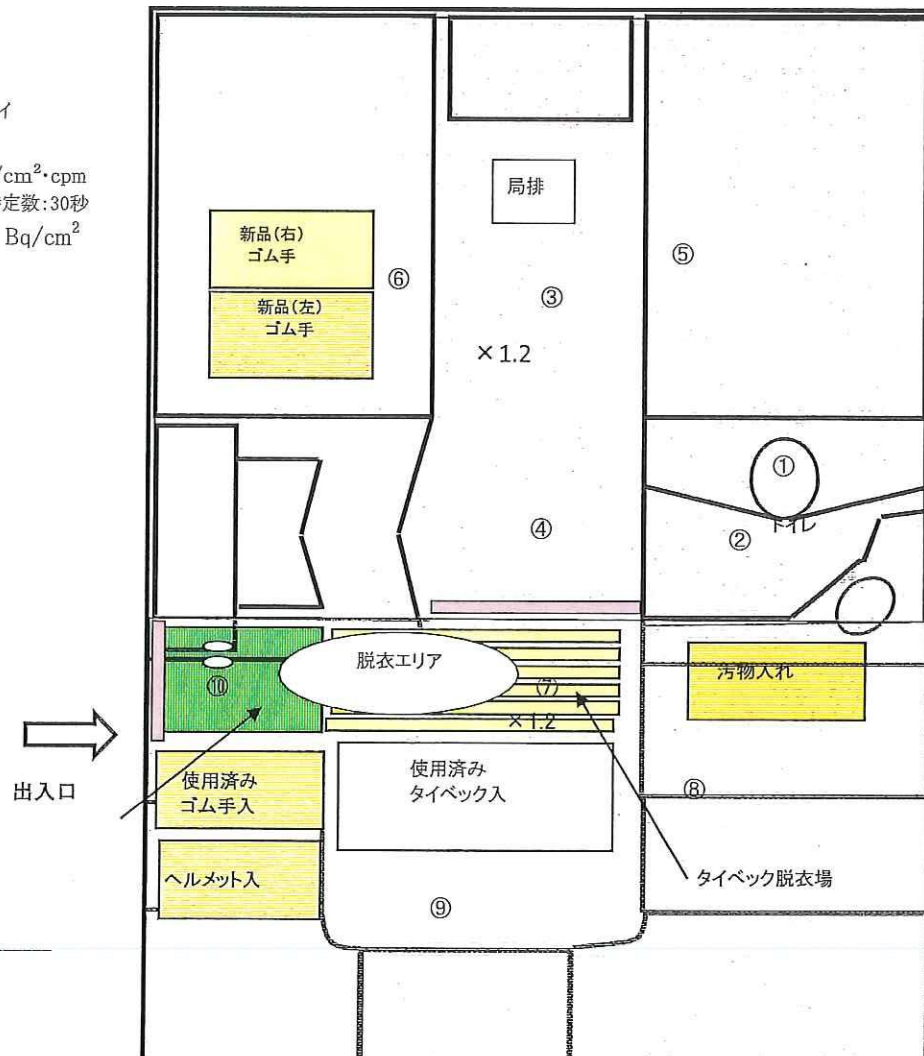 イ
/cm²・cpm
定数:30秒
Bq/cm²
局排
新品(右)
ゴム手
新品(左)
ゴム手
⑥
③
⑤
×1.2
①
④
②
トイレ
脱衣エリア
⑩
⑦
×1.2
汚物入れ
出入口
使用済み
ゴム手入
使用済み
タイベック入
⑧
ヘルメット入
タイベック脱衣場
⑨